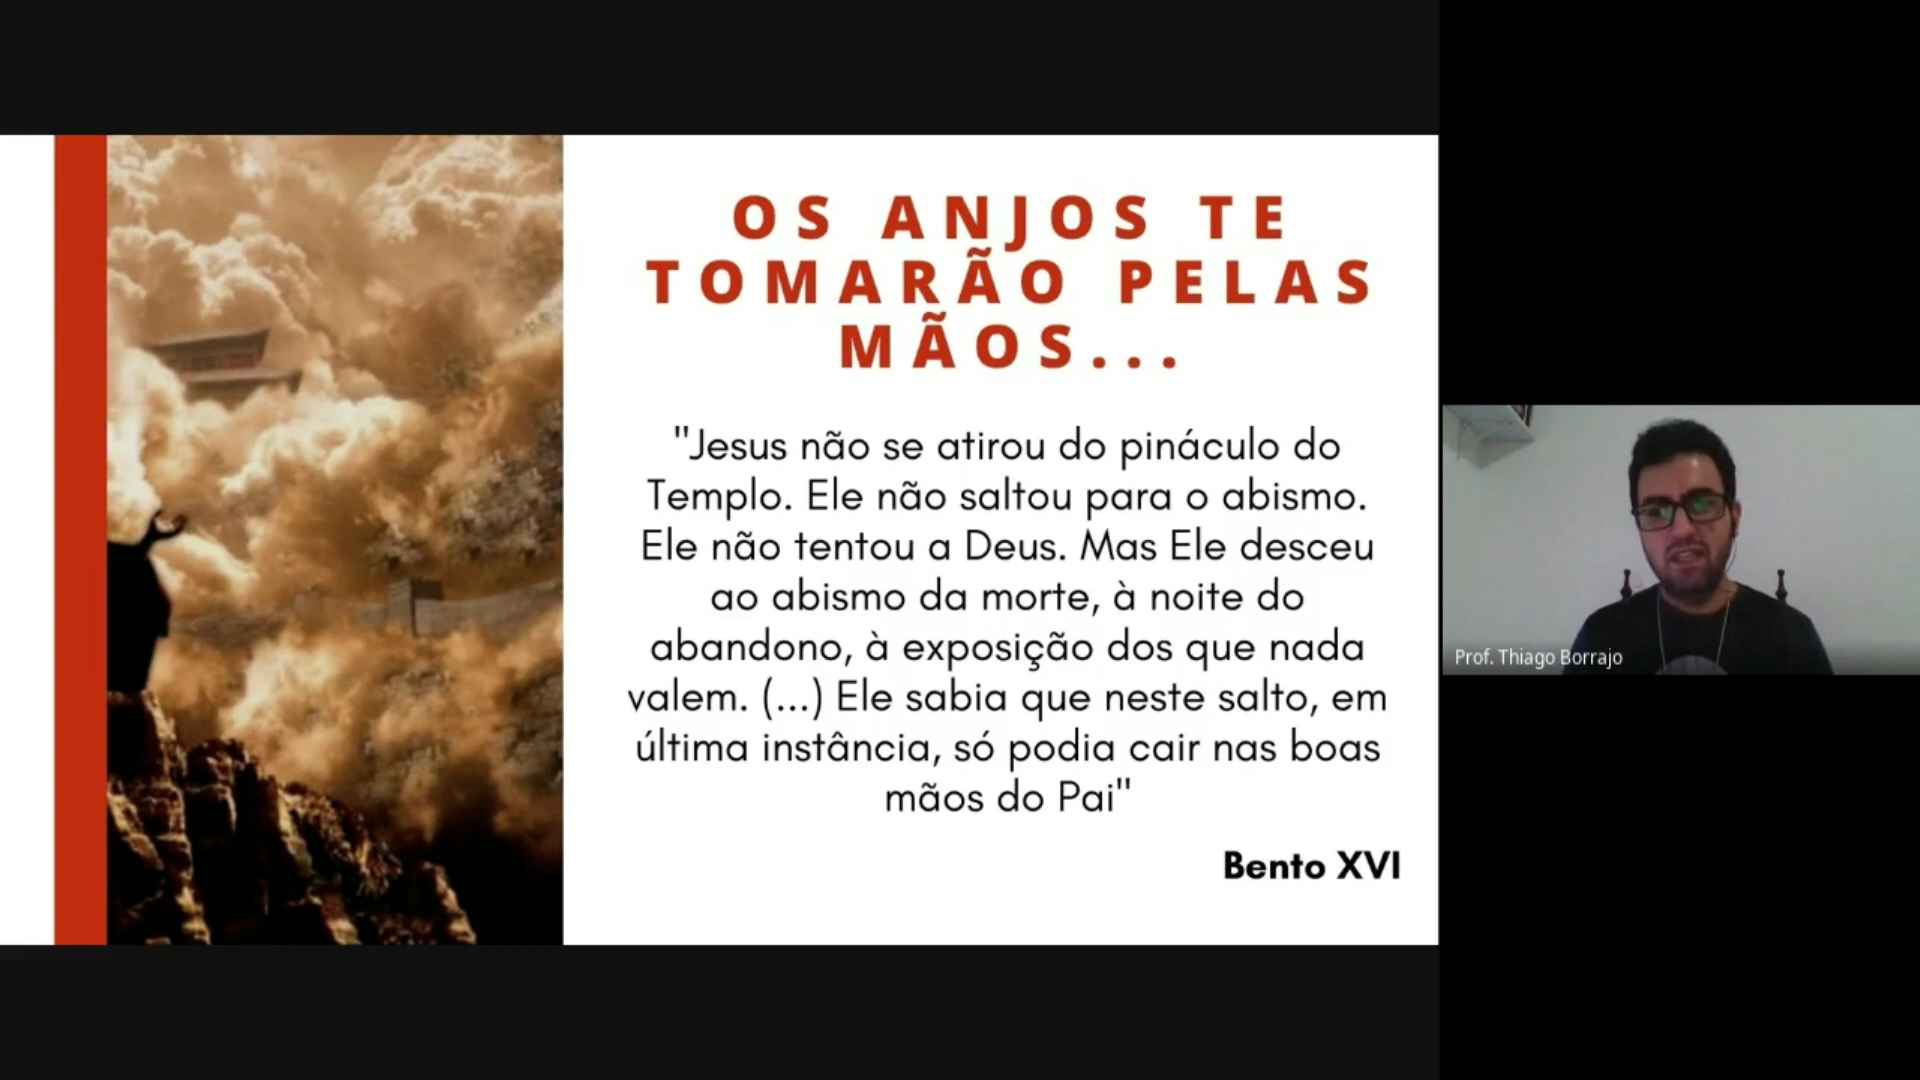 OS ANJOS TE
TOMARÃO PELAS
MÃOS...
"Jesus não se atirou do pináculo do
Templo. Ele não saltou para o abismo.
Ele não tentou a Deus. Mas Ele desceu
ao abismo da morte, à noite do
abandono, à exposição dos que nada
valem. (...) Ele sabia que neste salto, em
última instância, só podia cair nas boas
mãos do Pai"
Bento XVI
Prof. Thiago Borrajo